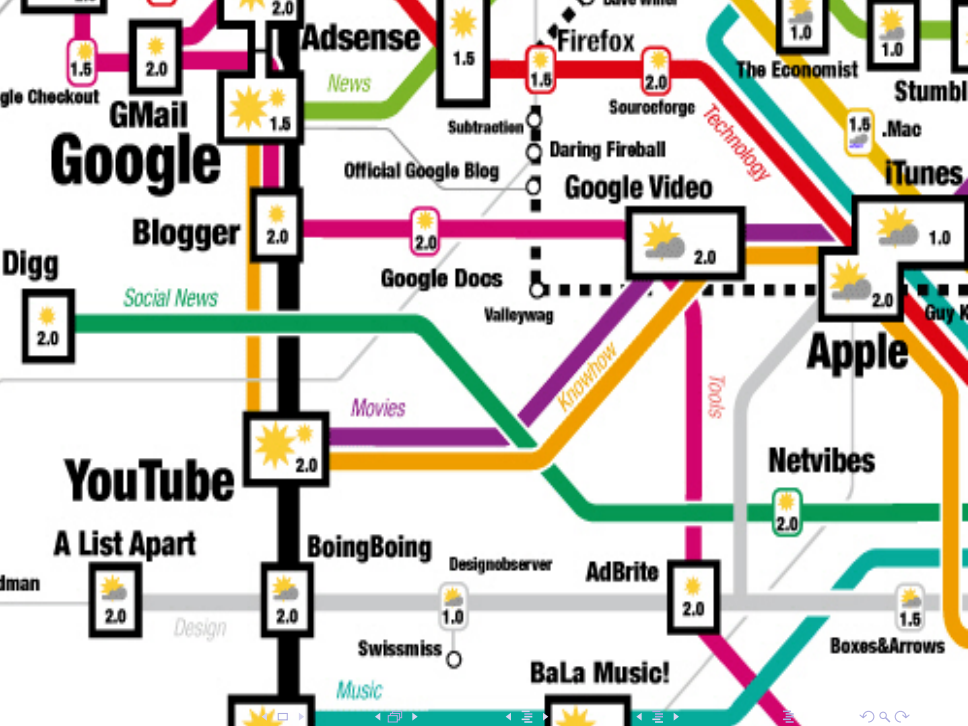 Dave Winer
2.0
Adsense
Firefox
1.5
2.0
1.5
News
1.5
2.0
1.0
1.0
The Economist
gle Checkout
GMail
Sourceforge
Stumbl
1.5
Subtraction
Technology
1.5
.Mac
Google
Daring Fireball
Official Google Blog
Google Video
iTunes
Blogger
2.0
2.0
2.0
1.0
Digg
Google Docs
Social News
2.0
2.0
Valleywag
Guy K
Knowhow
Apple
Tools
Movies
2.0
Netvibes
YouTube
2.0
A List Apart
BoingBoing
Designobserver
AdBrite
dman
2.0
2.0
1.0
2.0
1.5
Design
Swissmiss
Boxes&Arrows
BaLa Music!
Music